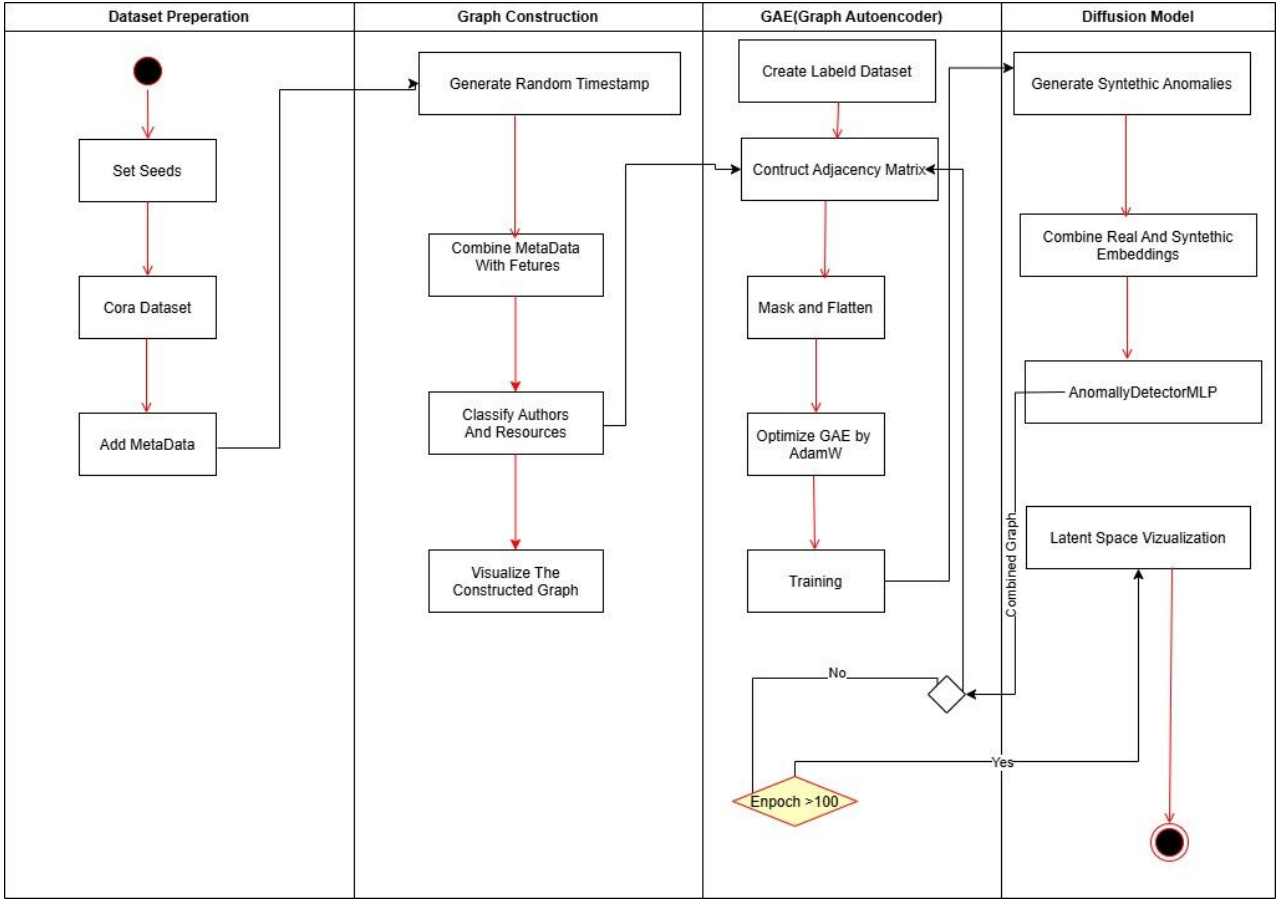 Dataset Preperation
Graph Construction
GAE(Graph Autoencoder)
Diffusion Model
Set Seeds
Cora Dataset
Add MetaData
Generate Random Timestamp
Combine MetaData
With Fetures
Classify Authors
And Resources
Visualize The
Constructed Graph
Create Labeld Dataset
Contruct Adjacency Matrix
Mask and Flatten
Optimize GAE by
AdamW
Training
No
Enpoch >100
Generate Syntethic Anomalies
Combine Real And Syntethic
Embeddings
AnomallyDetectorMLP
Combined Graph
Latent Space Vizualization
Yes